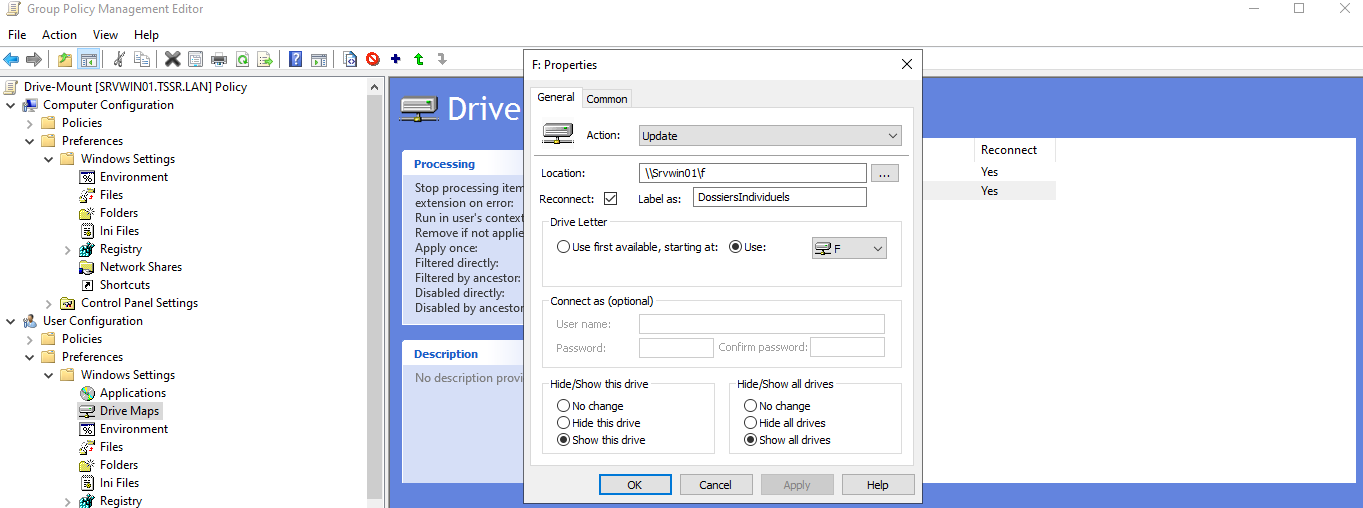 Group Policy Management Editor
File Action View Help
Drive-Mount [SRVWIN01.TSSR.LAN] Policy
Computer Configuration
Policies
Preferences
Windows Settings
Environment
Files
Folders
Ini Files
Registry
Network Shares
Shortcuts
Control Panel Settings
User Configuration
Policies
Preferences
Windows Settings
Applications
Drive Maps
Environment
Files
Folders
Ini Files
Registry
Drive
Processing
Stop processing item
extension on error:
Run in user's context
Remove if not applie
Apply once:
Filtered directly:
Filtered by ancestor:
Disabled directly:
Disabled by ancestor
Description
No description provi
Reconnect
Yes
Yes
F: Properties
General Common
Action: Update
Location: \\Srvwin01\f ...
Reconnect: Label as: DossiersIndividuels
Drive Letter
Use first available, starting at: Use: F
Connect as (optional)
User name:
Password: Confirm password:
Hide/Show this drive
No change
Hide this drive
Show this drive
Hide/Show all drives
No change
Hide all drives
Show all drives
OK Cancel Apply Help